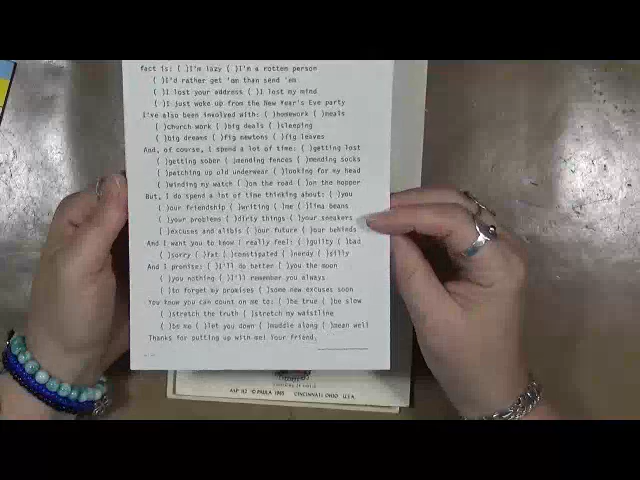 fact is: ( )I'm lazy ( )I'm a rotten person
( )I'd rather get 'em than send 'em
( )I lost your address ( )I lost my mind
( )I just woke up from the New Year's Eve party
I've also been involved with: ( )homework ( )meals
( )church work ( )big deals ( )sleeping
( )big dreams ( )fig newtons ( )fig leaves
And, of course, I spend a lot of time: ( )getting lost
( )getting sober ( )mending fences ( )mending socks
( )patching up old underwear ( )looking for my head
( )winding my watch ( )on the road ( )on the hopper
But, I do spend a lot of time thinking about: ( )you
( )our friendship ( )writing ( )me ( )lima beans
( )your problems ( )dirty things ( )your sneakers
( )excuses and alibis ( )our future ( )our behinds
And I want you to know I really feel: ( )guilty ( )bad
( )sorry ( )fat ( )constipated ( )nerdy ( )silly
And I promise: ( )I'll do better ( )you the moon
( )you nothing ( )I'll remember you always
( )to forget my promises ( )some new excuses soon
You know you can count on me to: ( )be true ( )be slow
( )stretch the truth ( )stretch my waistline
( )be me ( )let you down ( )muddle along ( )mean well
Thanks for putting up with me! Your friend,
© PAULA 1985 CINCINNATI OHIO U.S.A.